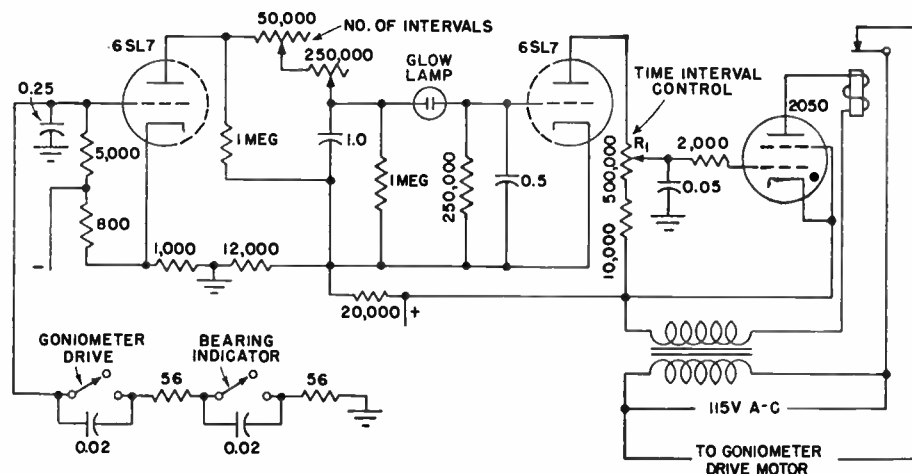 50,000
NO. OF INTERVALS
6SL7
250,000
6SL7
GLOW
LAMP
TIME INTERVAL
CONTROL
2050
0.25
5,000
1 MEG
1.0
1 MEG
250,000
0.5
R1
500,000
2,000
0.05
800
1,000
12,000
10,000
−
20,000
+
GONIOMETER
DRIVE
BEARING
INDICATOR
56
56
0.02
0.02
115V A-C
TO GONIOMETER
DRIVE MOTOR